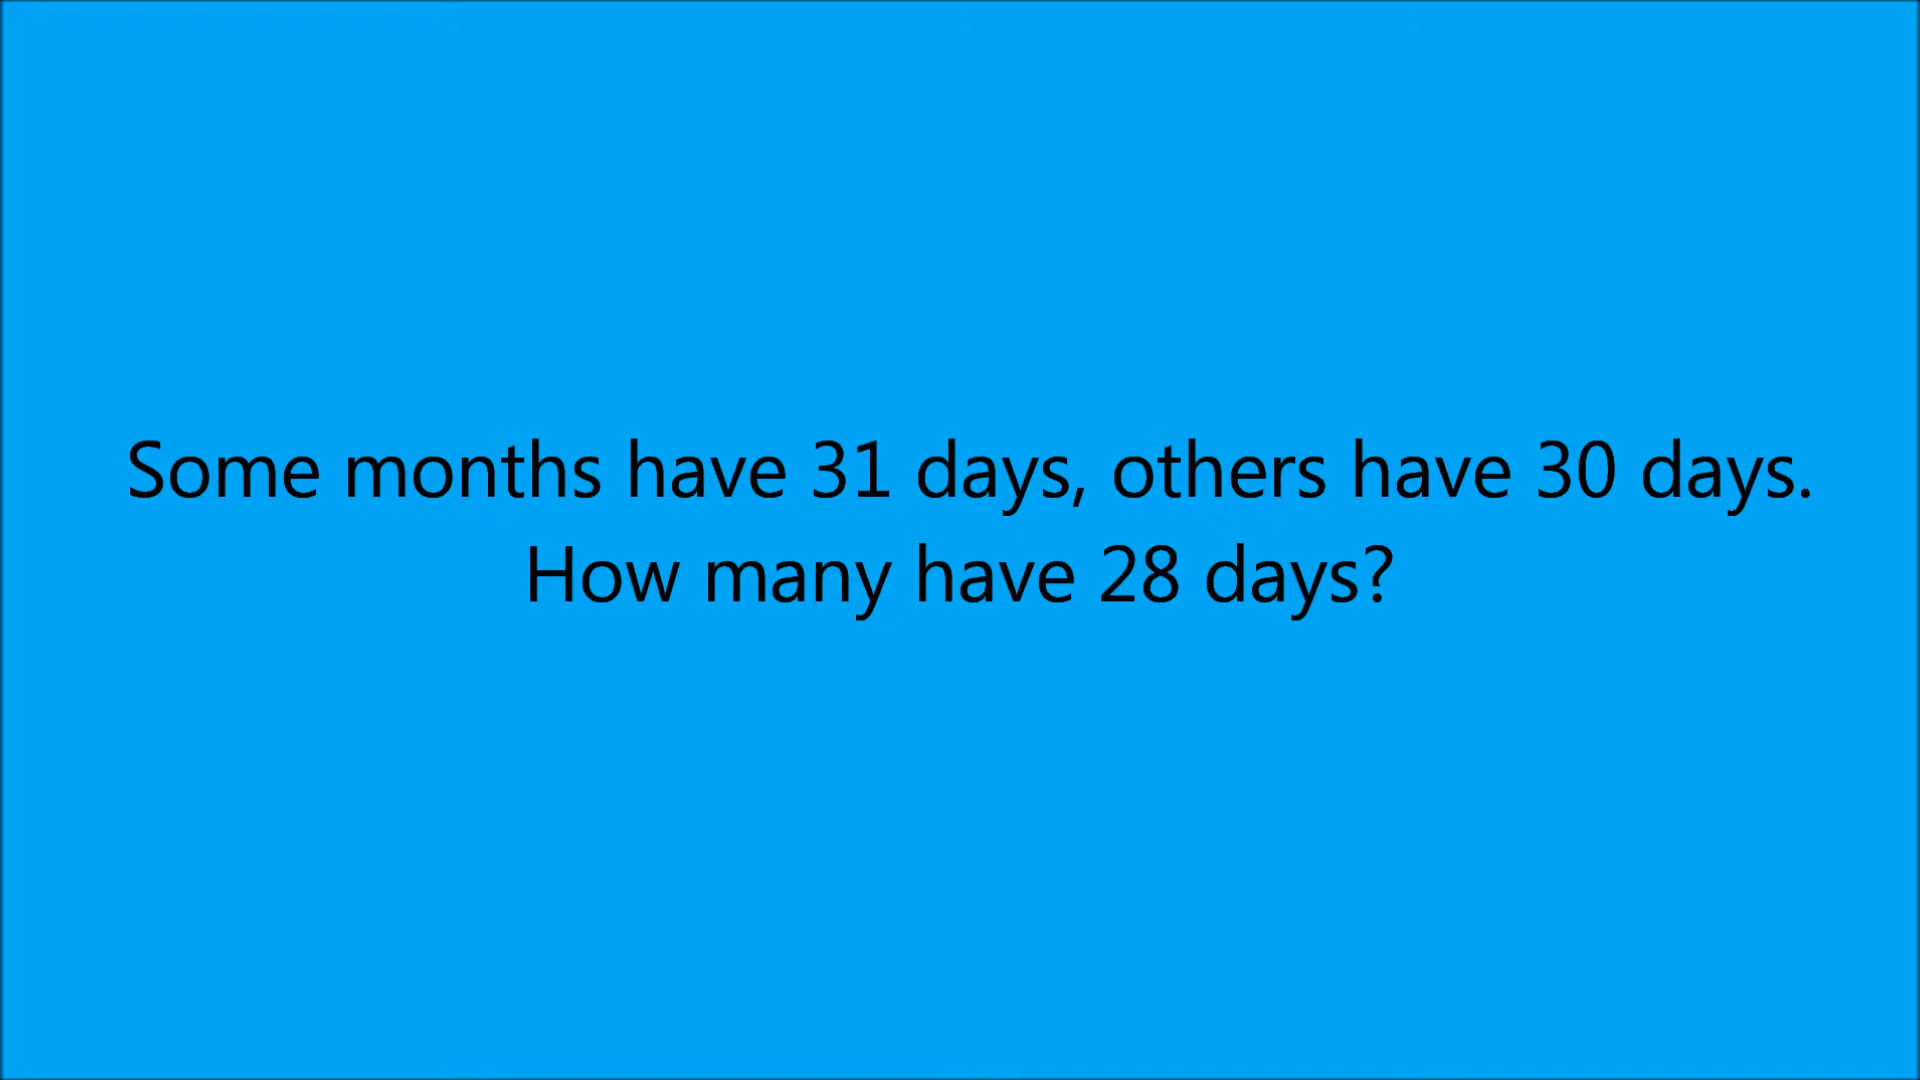 Some months have 31 days, others have 30 days.
How many have 28 days?